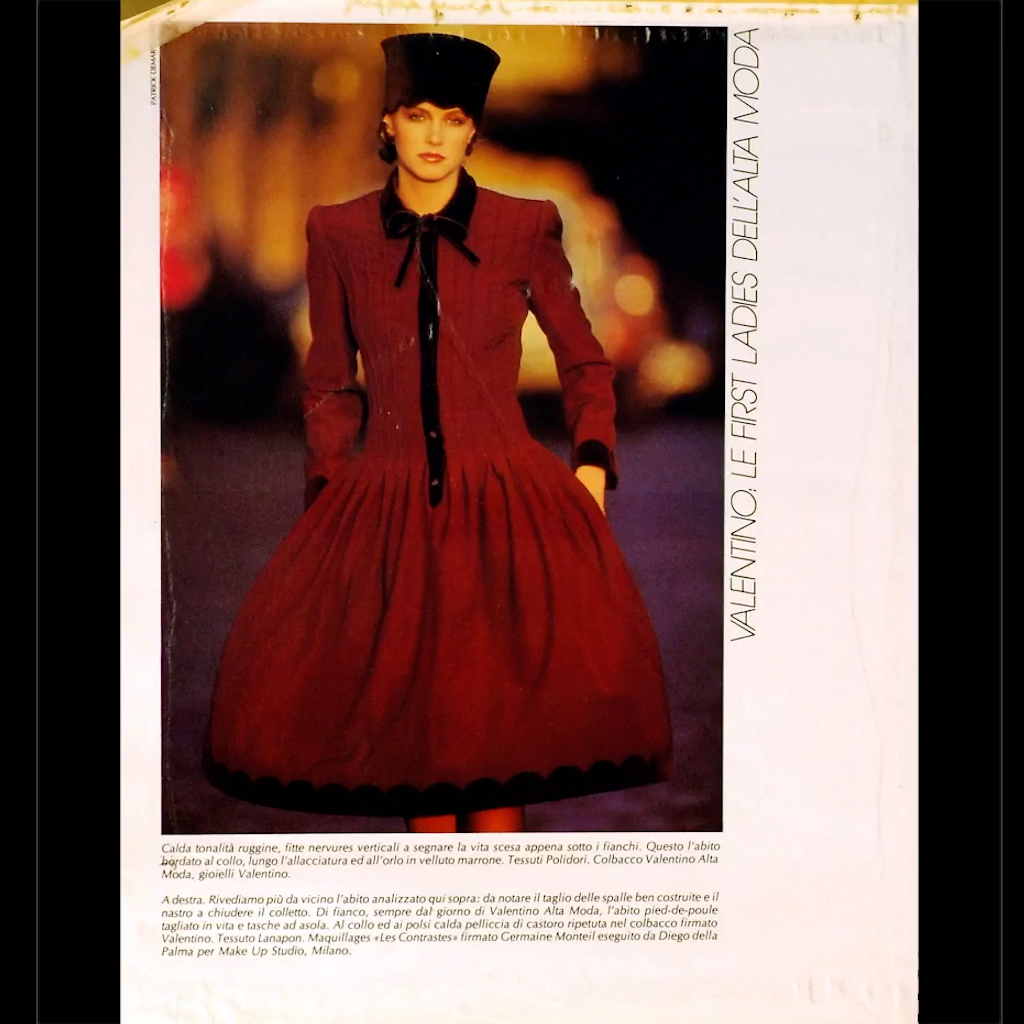 PATRICK DEMAR
VALENTINO: LE FIRST LADIES DELL'ALTA MODA
Calda tonalità ruggine, fitte nervures verticali a segnare la vita scesa appena sotto i fianchi. Questo l'abito
bordato al collo, lungo l'allacciatura ed all'orlo in velluto marrone. Tessuti Polidori. Colbacco Valentino Alta
Moda, gioielli Valentino.
A destra. Rivediamo più da vicino l'abito analizzato qui sopra: da notare il taglio delle spalle ben costruite e il
nastro a chiudere il colletto. Di fianco, sempre dal giorno di Valentino Alta Moda, l'abito pied-de-poule
tagliato in vita e tasche ad asola. Al collo ed ai polsi calda pelliccia di castoro ripetuta nel colbacco firmato
Valentino. Tessuto Lanapon. Maquillages «Les Contrastes» firmato Germaine Monteil eseguito da Diego della
Palma per Make Up Studio, Milano.